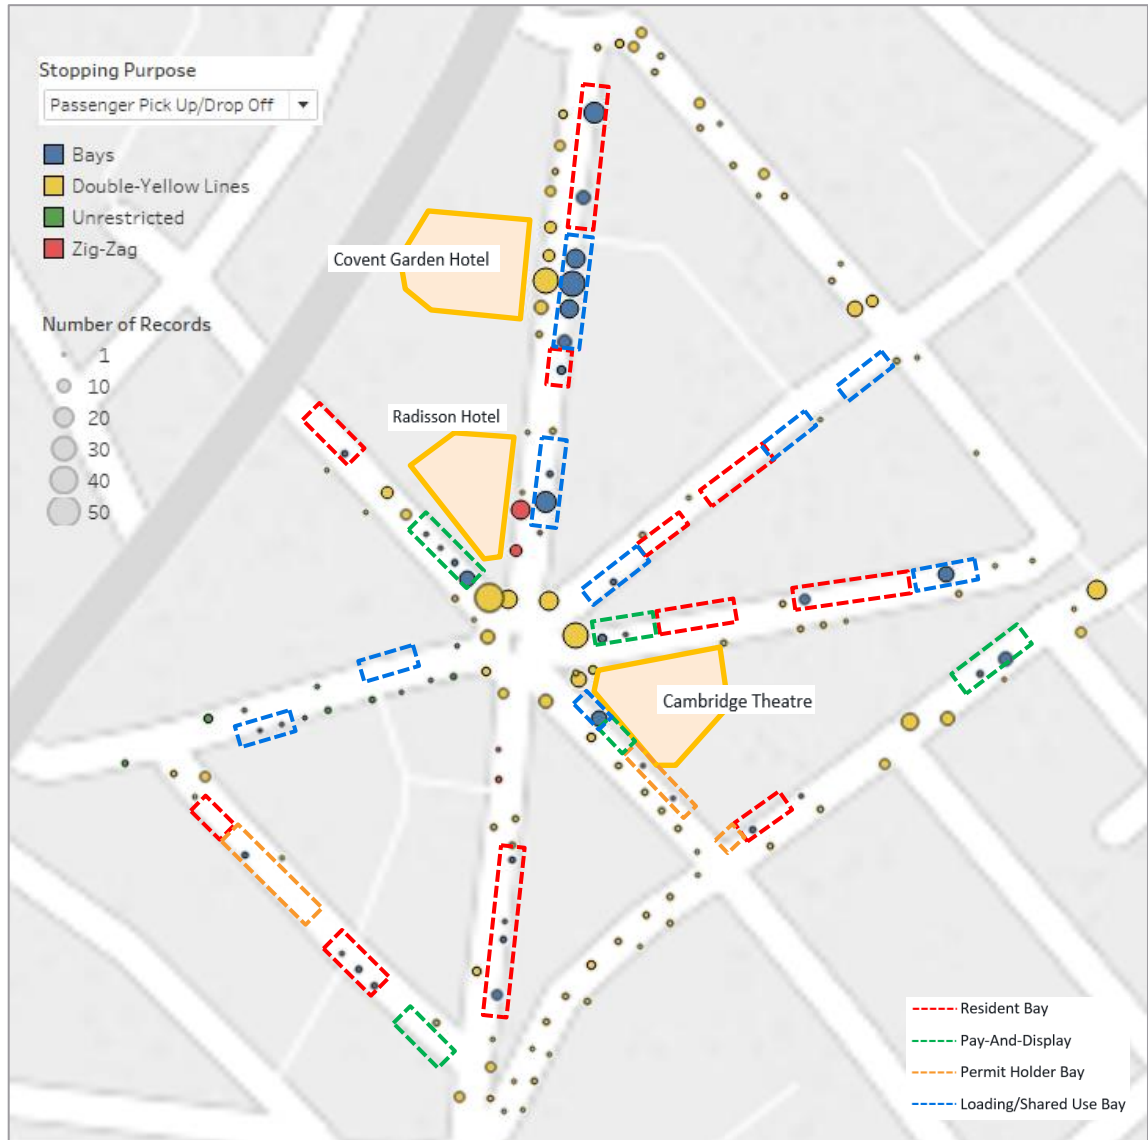 Stopping Purpose
Passenger Pick Up/Drop Off
Bays
Double-Yellow Lines
Unrestricted
Zig-Zag
Covent Garden Hotel
Number of Records
1
10
20
30
40
50
Radisson Hotel
Cambridge Theatre
Resident Bay
Pay-And-Display
Permit Holder Bay
Loading/Shared Use Bay